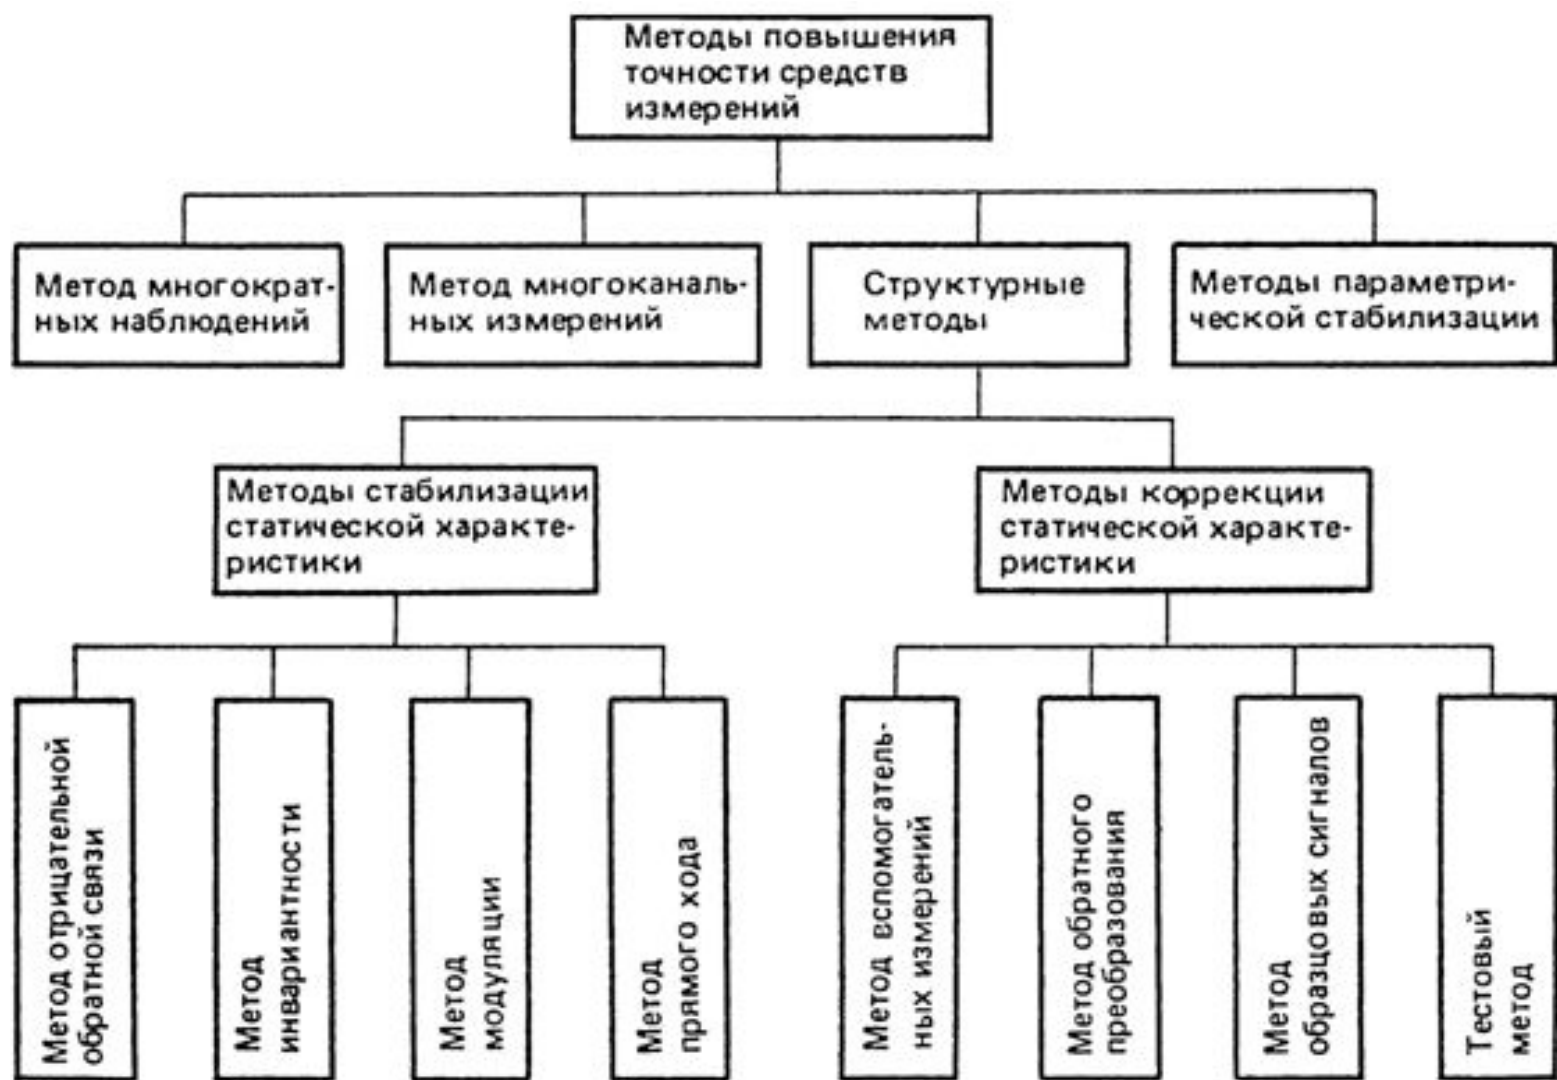 Методы повышения
точности средств
измерений
Метод многократ-
ных наблюдений
Метод многоканаль-
ных измерений
Структурные
методы
Методы параметри-
ческой стабилизации
Методы стабилизации
статической характе-
ристики
Методы коррекции
статической характе-
ристики
Метод отрицательной
обратной связи
Метод
инвариантности
Метод
модуляции
Метод
прямого хода
Метод вспомогатель-
ных измерений
Метод обратного
преобразования
Метод
образцовых сигналов
Тестовый
метод